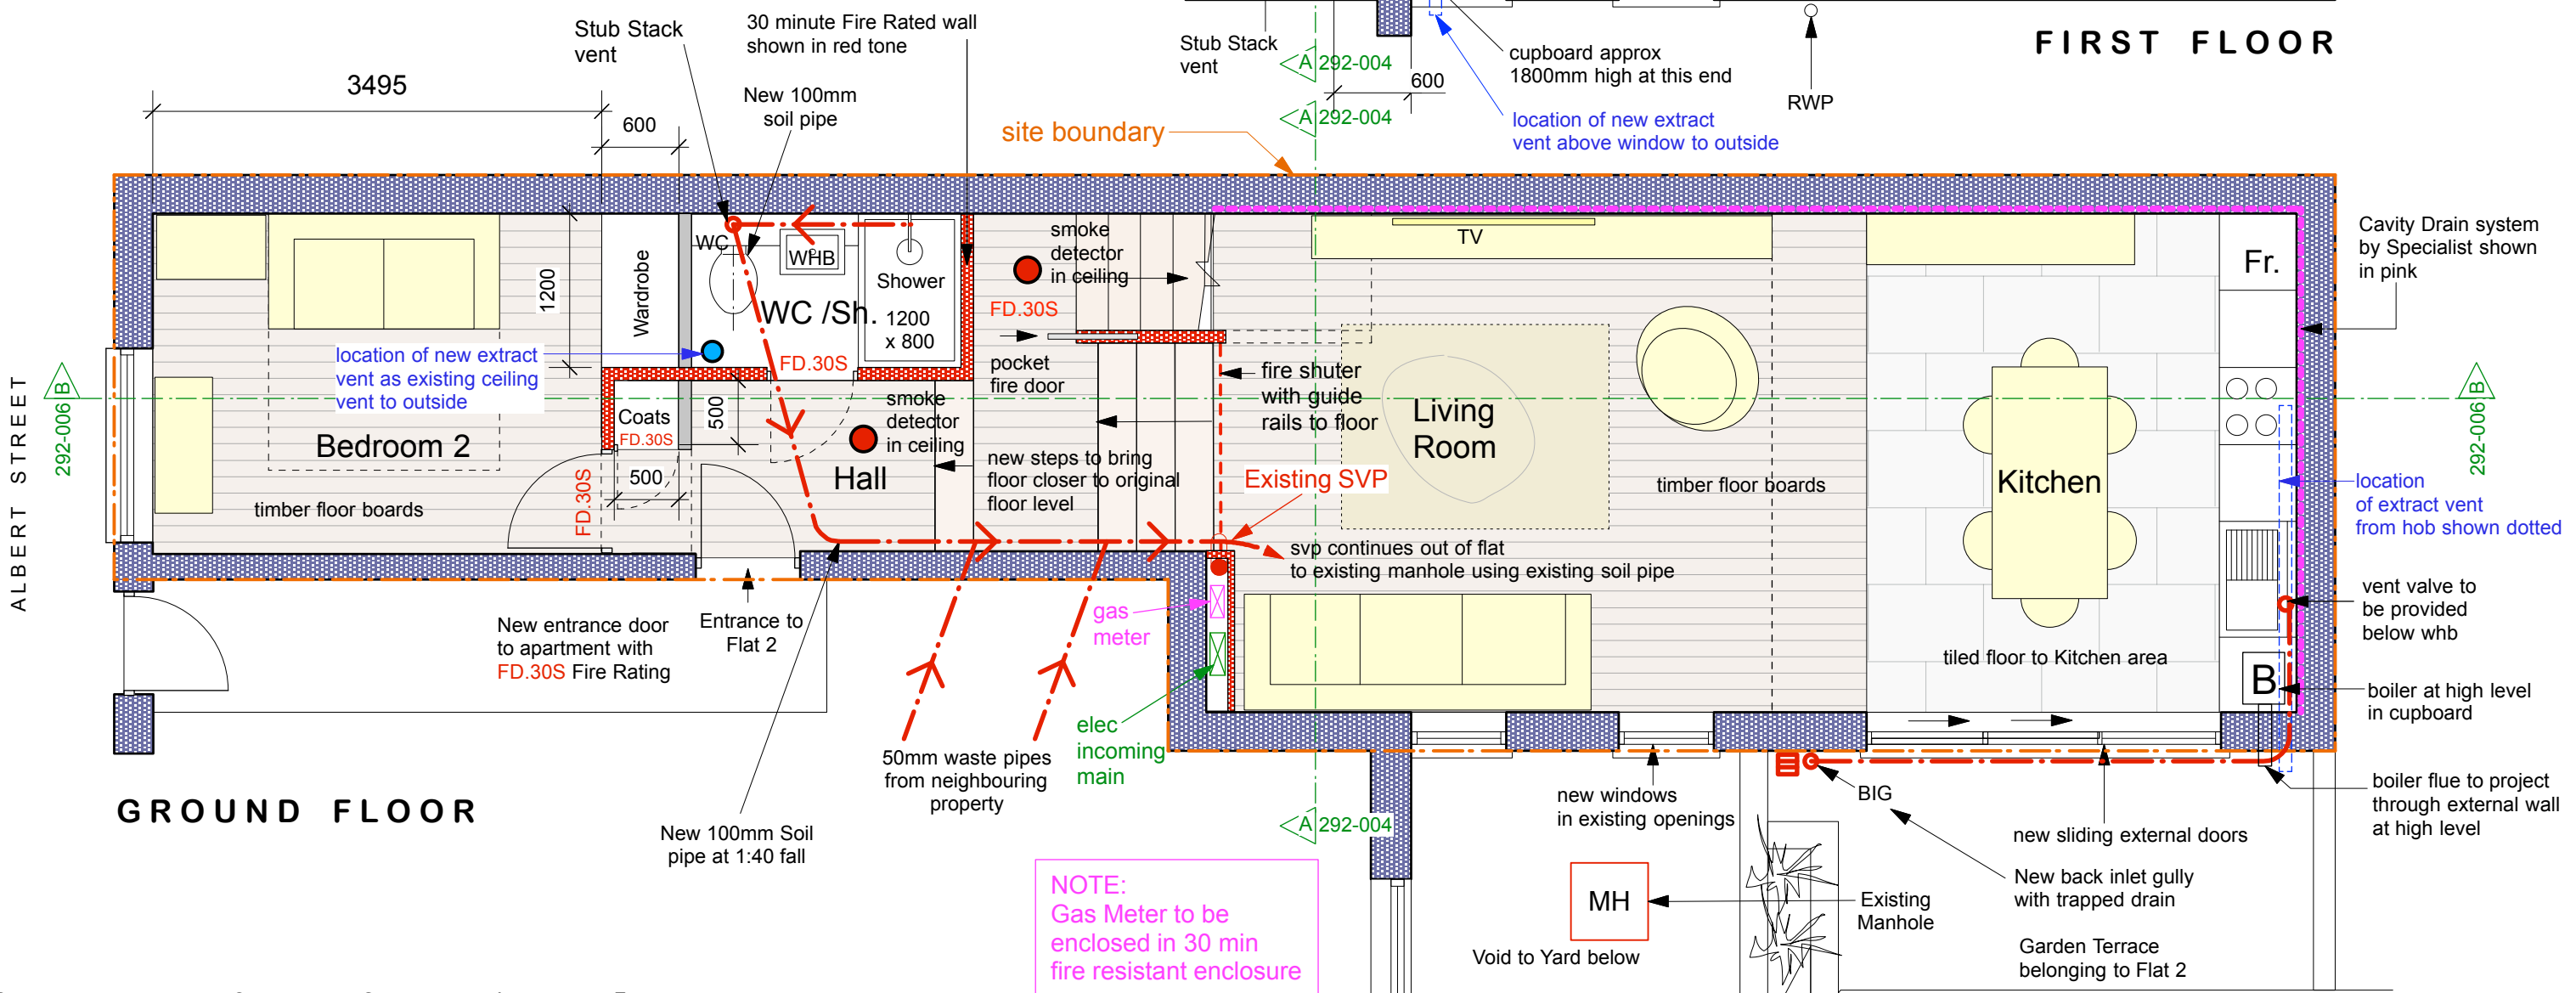 Stub Stack
vent
30 minute Fire Rated wall
shown in red tone
Stub Stack
vent
A 292-004
cupboard approx
1800mm high at this end
FIRST FLOOR
3495
New 100mm
soil pipe
600
RWP
600
site boundary
A 292-004
location of new extract
vent above window to outside
WC
WHB
Shower
1200
x 800
WC /Sh.
smoke
detector
in ceiling
FD.30S
TV
Fr.
Cavity Drain system
by Specialist shown
in pink
1200
Wardrobe
location of new extract
vent as existing ceiling
vent to outside
FD.30S
pocket
fire door
fire shuter
with guide
rails to floor
ALBERT STREET
292-006 B
292-006 B
Coats
FD.30S
500
smoke
detector
in ceiling
Living
Room
Bedroom 2
FD.30S
500
Hall
new steps to bring
floor closer to original
floor level
Existing SVP
timber floor boards
Kitchen
location
of extract vent
from hob shown dotted
timber floor boards
svp continues out of flat
to existing manhole using existing soil pipe
vent valve to
be provided
below whb
New entrance door
to apartment with
FD.30S Fire Rating
Entrance to
Flat 2
gas
meter
tiled floor to Kitchen area
B
boiler at high level
in cupboard
elec
incoming
main
50mm waste pipes
from neighbouring
property
GROUND FLOOR
New 100mm Soil
pipe at 1:40 fall
A 292-004
new windows
in existing openings
BIG
new sliding external doors
boiler flue to project
through external wall
at high level
NOTE:
Gas Meter to be
enclosed in 30 min
fire resistant enclosure
MH
Existing
Manhole
New back inlet gully
with trapped drain
Void to Yard below
Garden Terrace
belonging to Flat 2